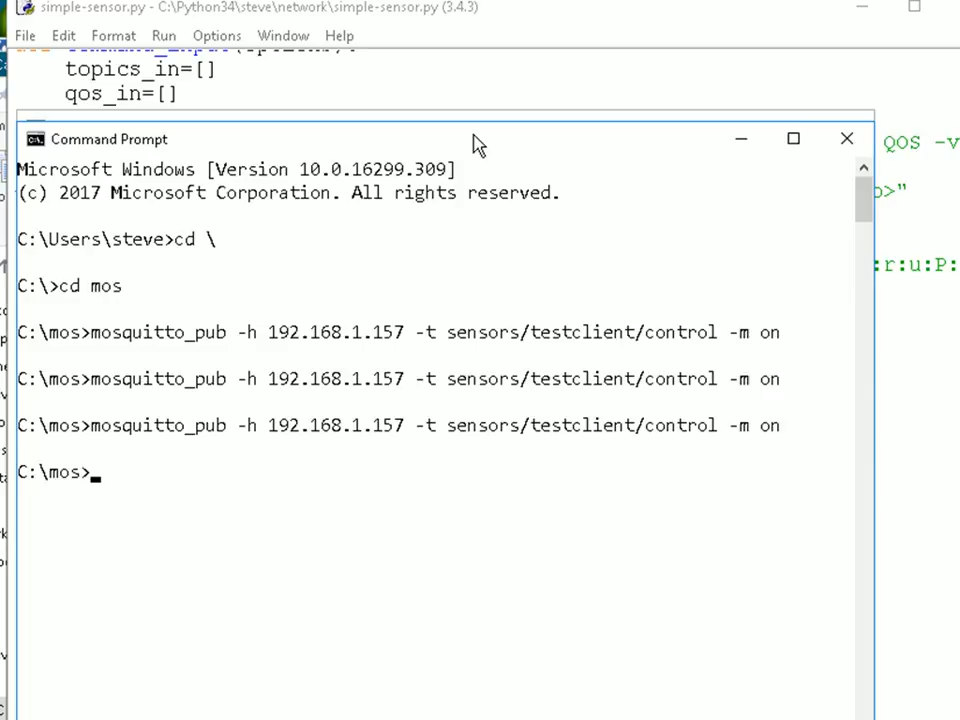 simple-sensor.py - C:\Python34\steve\network\simple-sensor.py (3.4.3)
File Edit Format Run Options Window Help
topics_in=[]
qos_in=[]
Command Prompt
QOS -v
Microsoft Windows [Version 10.0.16299.309]
(c) 2017 Microsoft Corporation. All rights reserved.
C:\Users\steve>cd \
:r:u:P:
C:\>cd mos
C:\mos>mosquitto_pub -h 192.168.1.157 -t sensors/testclient/control -m on
C:\mos>mosquitto_pub -h 192.168.1.157 -t sensors/testclient/control -m on
C:\mos>mosquitto_pub -h 192.168.1.157 -t sensors/testclient/control -m on
C:\mos>